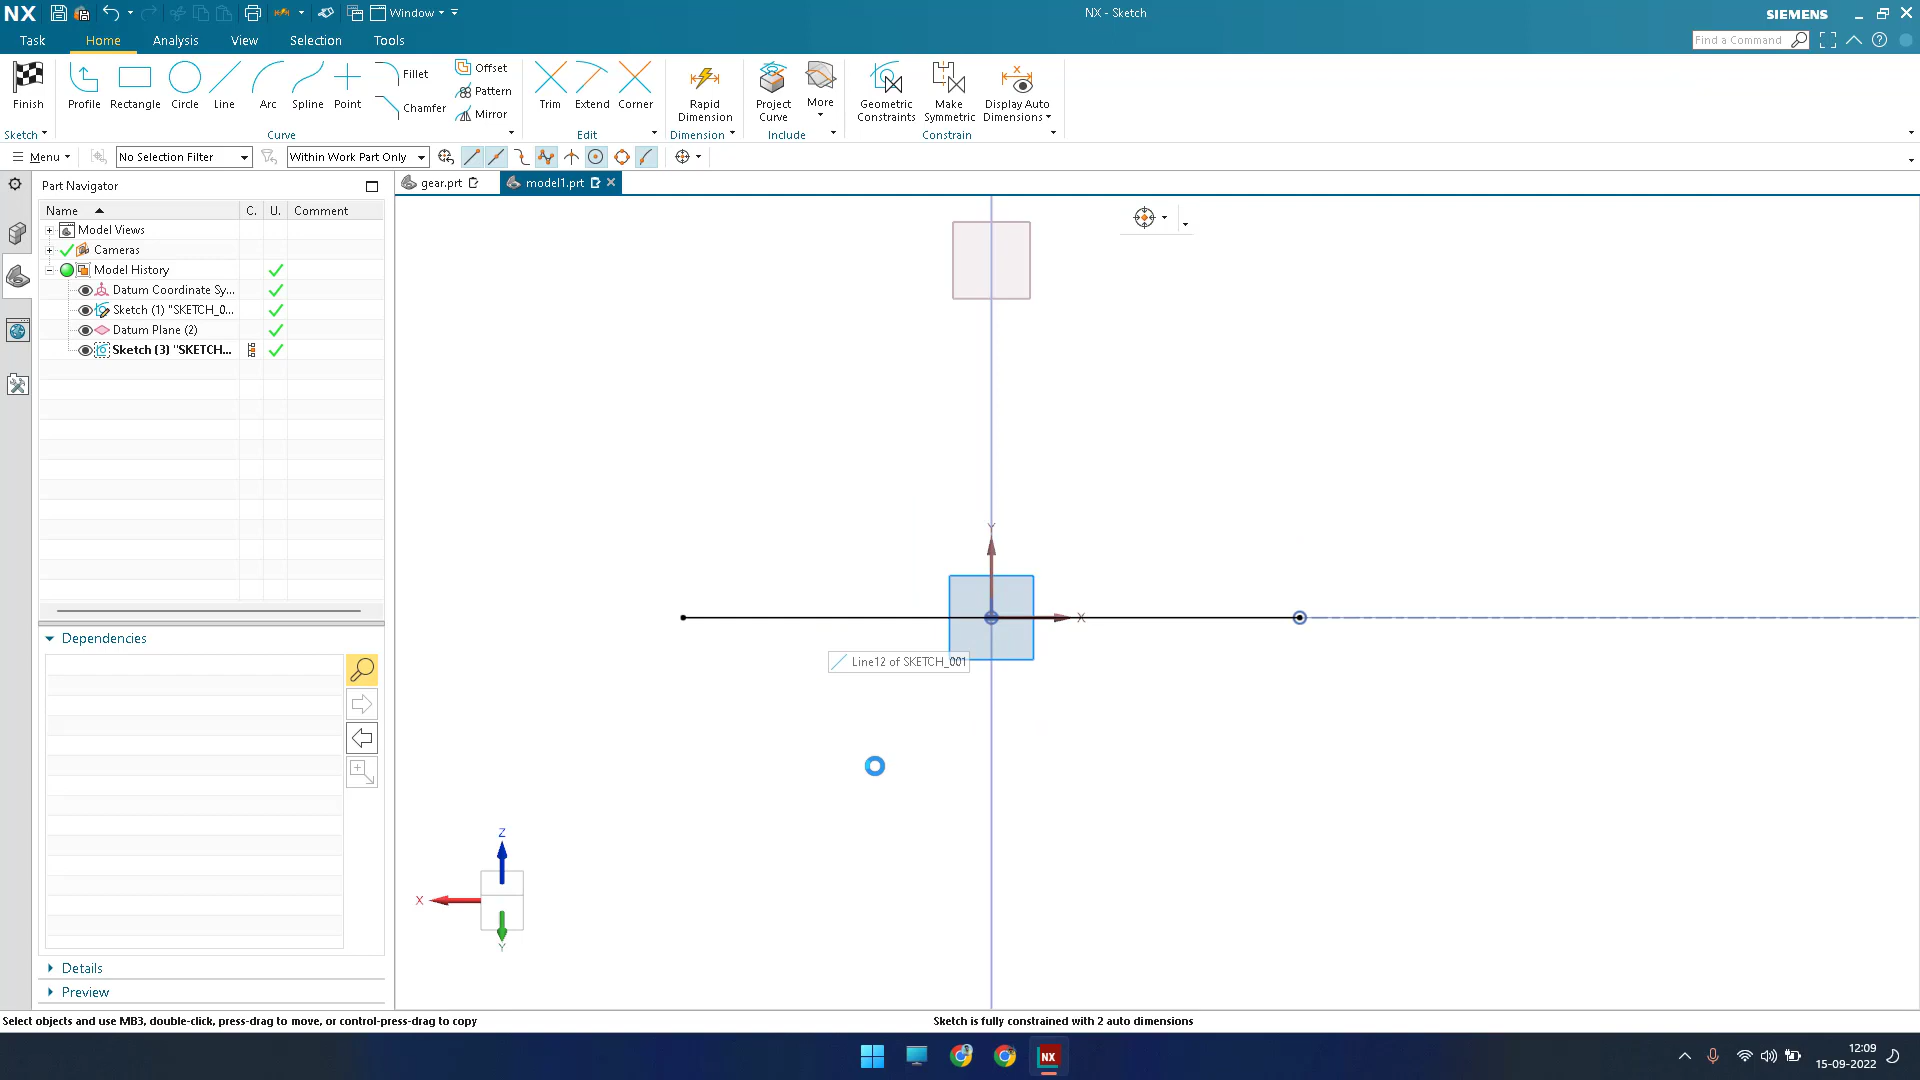 NX
Window
NX - Sketch
SIEMENS
Task
Home
Analysis
View
Selection
Tools
Find a Command
Finish
Profile
Rectangle
Circle
Line
Arc
Spline
Point
Fillet
Chamfer
Offset
Pattern
Mirror
Trim
Extend
Corner
Rapid
Dimension
Project
Curve
More
Geometric
Constraints
Make
Symmetric
Display Auto
Dimensions
Sketch
Curve
Edit
Dimension
Include
Constrain
Menu
No Selection Filter
Within Work Part Only
Part Navigator
gear.prt
model1.prt
Name
C.
U.
Comment
Model Views
Cameras
Model History
Datum Coordinate Sy...
Sketch (1) "SKETCH_0...
Datum Plane (2)
Sketch (3) "SKETCH...
Y
X
Line12 of SKETCH_001
Dependencies
Z
X
Y
Details
Preview
Select objects and use MB3, double-click, press-drag to move, or control-press-drag to copy
Sketch is fully constrained with 2 auto dimensions
NX
12:09
15-09-2022